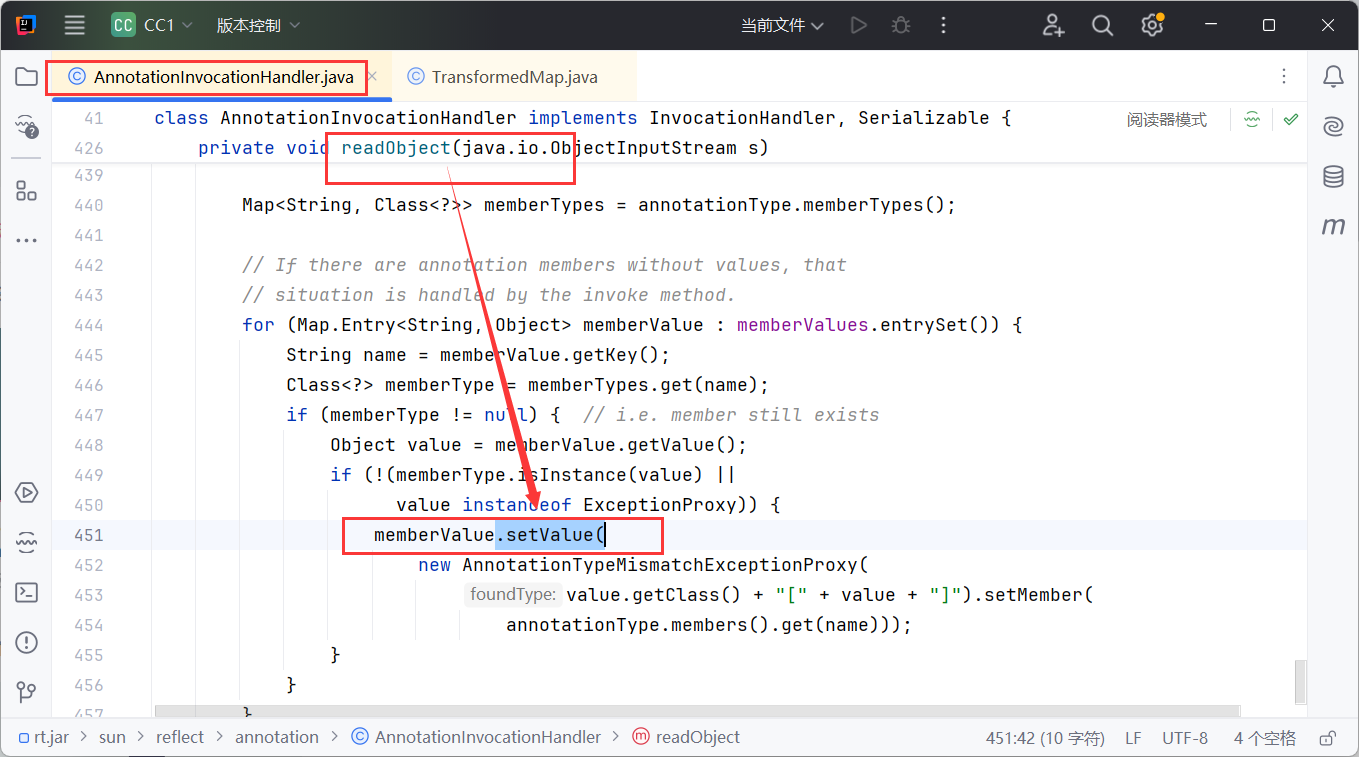 CC CC1 版本控制 当前文件
AnnotationInvocationHandler.java TransformedMap.java
41 class AnnotationInvocationHandler implements InvocationHandler, Serializable { 阅读器模式
426 private void readObject(java.io.ObjectInputStream s)
439
440 Map<String, Class<?>> memberTypes = annotationType.memberTypes();
441
442 // If there are annotation members without values, that
443 // situation is handled by the invoke method.
444 for (Map.Entry<String, Object> memberValue : memberValues.entrySet()) {
445 String name = memberValue.getKey();
446 Class<?> memberType = memberTypes.get(name);
447 if (memberType != null) { // i.e. member still exists
448 Object value = memberValue.getValue();
449 if (!(memberType.isInstance(value) ||
450 value instanceof ExceptionProxy)) {
451 memberValue.setValue(
452 new AnnotationTypeMismatchExceptionProxy(
453 foundType: value.getClass() + "[" + value + "]").setMember(
454 annotationType.members().get(name)));
455 }
456 }
457 }
rt.jar > sun > reflect > annotation > AnnotationInvocationHandler > readObject 451:42 (10 字符) LF UTF-8 4 个空格